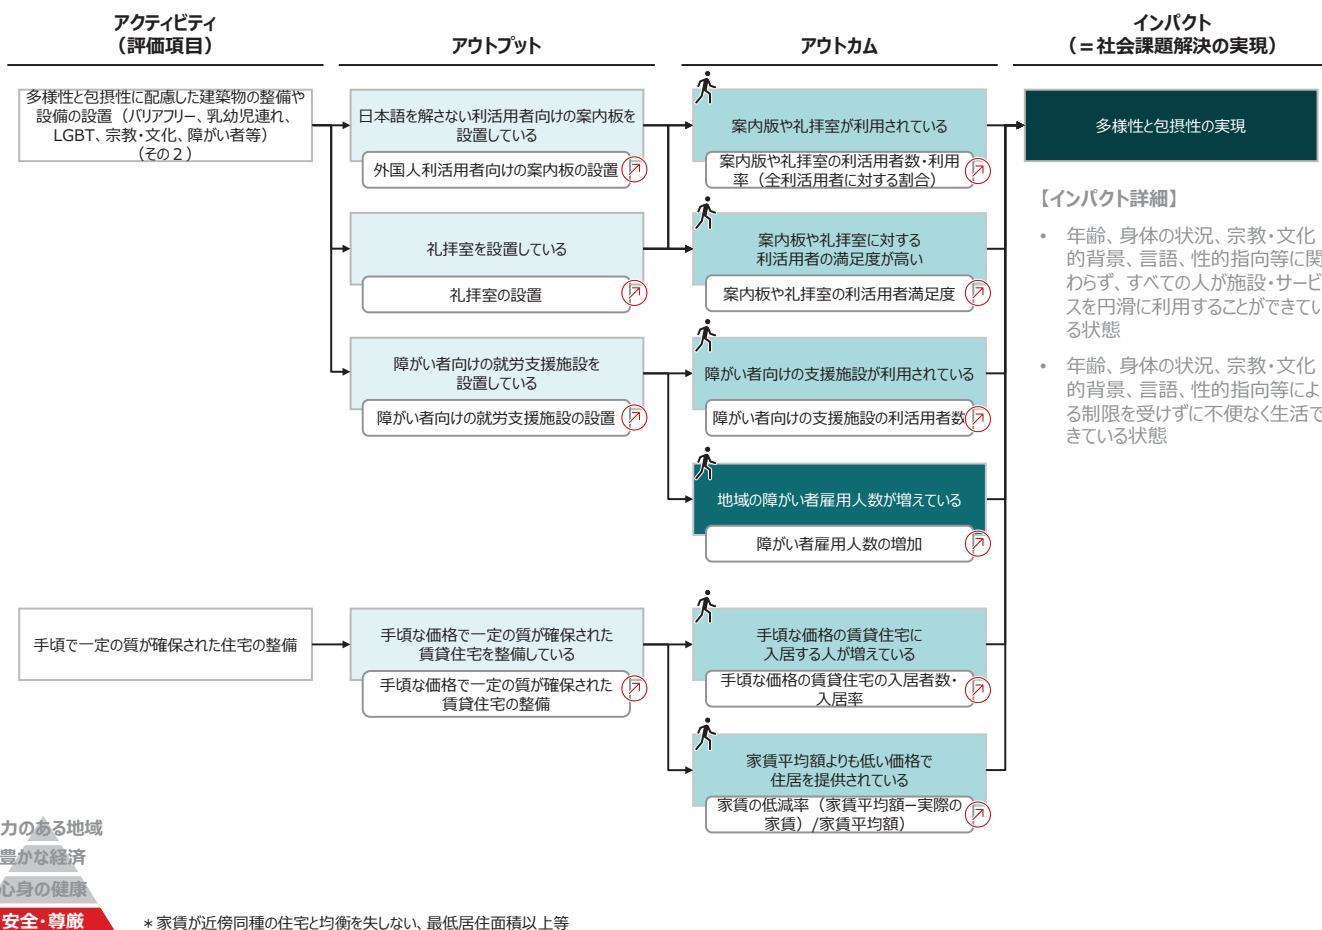 アクティビティ
（評価項目）
アウトプット
アウトカム
インパクト
（＝社会課題解決の実現）
多様性と包摂性に配慮した建築物の整備や
設備の設置（バリアフリー、乳幼児連れ、
LGBT、宗教・文化、障がい者等）
（その２）
日本語を解さない利活用者向けの案内板を
設置している
外国人利活用者向けの案内板の設置
礼拝室を設置している
礼拝室の設置
障がい者向けの就労支援施設を
設置している
障がい者向けの就労支援施設の設置
案内版や礼拝室が利用されている
案内版や礼拝室の利活用者数・利用
率（全利活用者に対する割合）
案内板や礼拝室に対する
利活用者の満足度が高い
案内板や礼拝室の利活用者満足度
障がい者向けの支援施設が利用されている
障がい者向けの支援施設の利活用者数
地域の障がい者雇用人数が増えている
障がい者雇用人数の増加
多様性と包摂性の実現
【インパクト詳細】
• 年齢、身体の状況、宗教・文化
的背景、言語、性的指向等に関
わらず、すべての人が施設・サービ
スを円滑に利用することができてい
る状態
• 年齢、身体の状況、宗教・文化
的背景、言語、性的指向等によ
る制限を受けずに不便なく生活で
きている状態
手頃で一定の質が確保された住宅の整備
手頃な価格で一定の質が確保された
賃貸住宅を整備している
手頃な価格で一定の質が確保された
賃貸住宅の整備
手頃な価格の賃貸住宅に
入居する人が増えている
手頃な価格の賃貸住宅の入居者数・
入居率
家賃平均額よりも低い価格で
住居を提供されている
家賃の低減率（家賃平均額－実際の
家賃）/家賃平均額）
力のある地域
豊かな経済
心身の健康
安全・尊厳
＊家賃が近傍同種の住宅と均衡を失しない、最低居住面積以上等